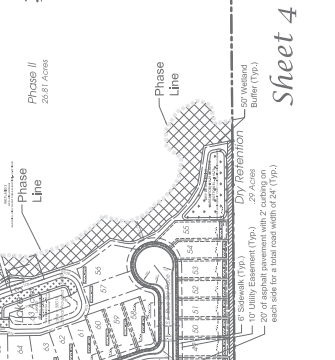 Phase II
26.81 Acres
Phase
Line
Phase
Line
Sheet 4
50' Wetland
Buffer (Typ.)
Dry Retention
.29 Acres
6' Sidewalk (Typ.)
10' Utility Easement (Typ.)
20' of asphalt pavement with 2' curbing on
each side for a total road width of 24' (Typ.)
55
54
53
52
51
50
56
57
58
59
60
61
62
63
64